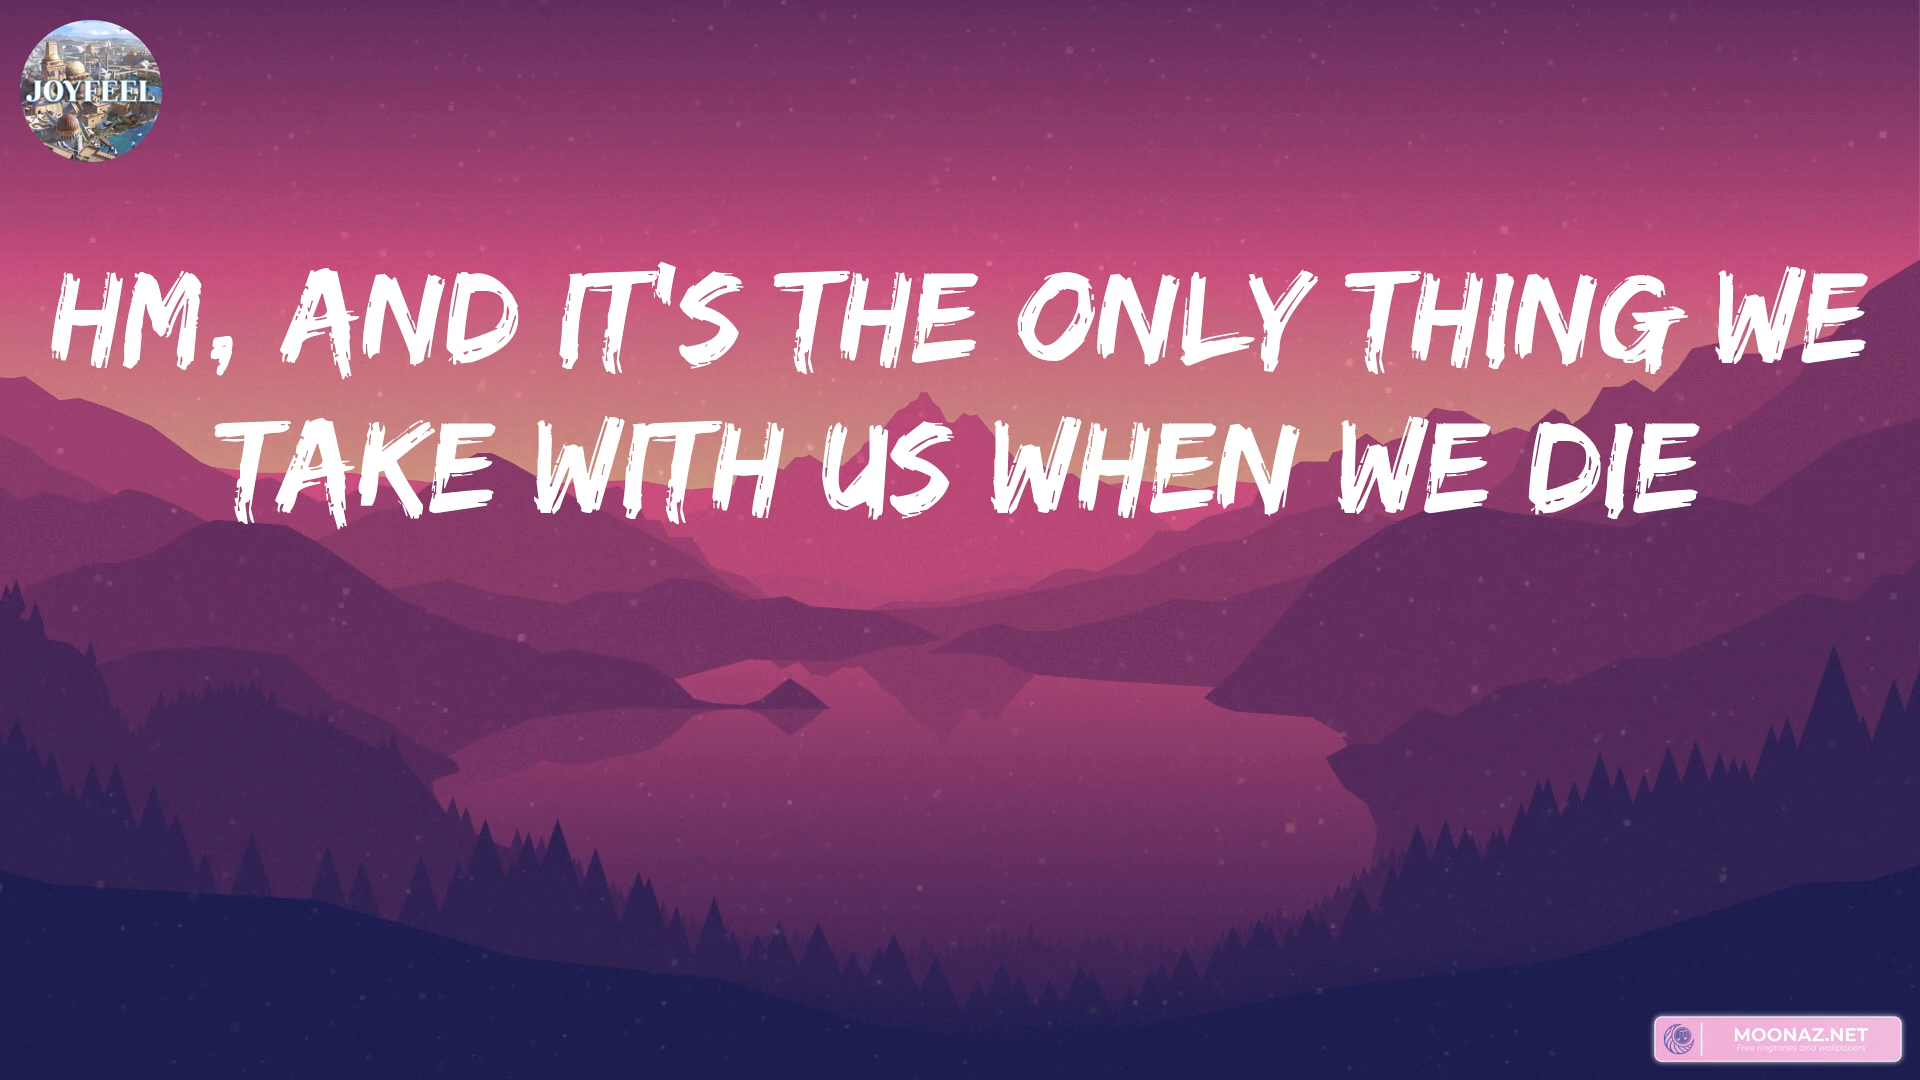 JOYFEEL
HM, AND IT'S THE ONLY THING WE
TAKE WITH US WHEN WE DIE
MOONAZ.NET
Free ringtones and wallpapers